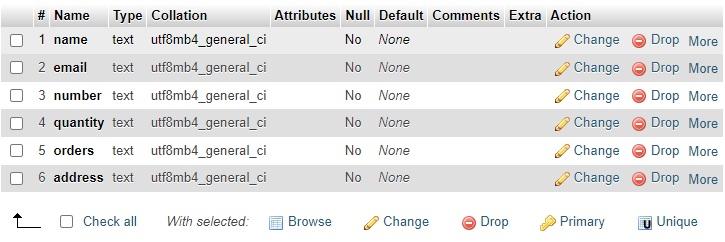 # Name Type Collation Attributes Null Default Comments Extra Action
1 name text utf8mb4_general_ci No None Change Drop More
2 email text utf8mb4_general_ci No None Change Drop More
3 number text utf8mb4_general_ci No None Change Drop More
4 quantity text utf8mb4_general_ci No None Change Drop More
5 orders text utf8mb4_general_ci No None Change Drop More
6 address text utf8mb4_general_ci No None Change Drop More
Check all With selected: Browse Change Drop Primary Unique